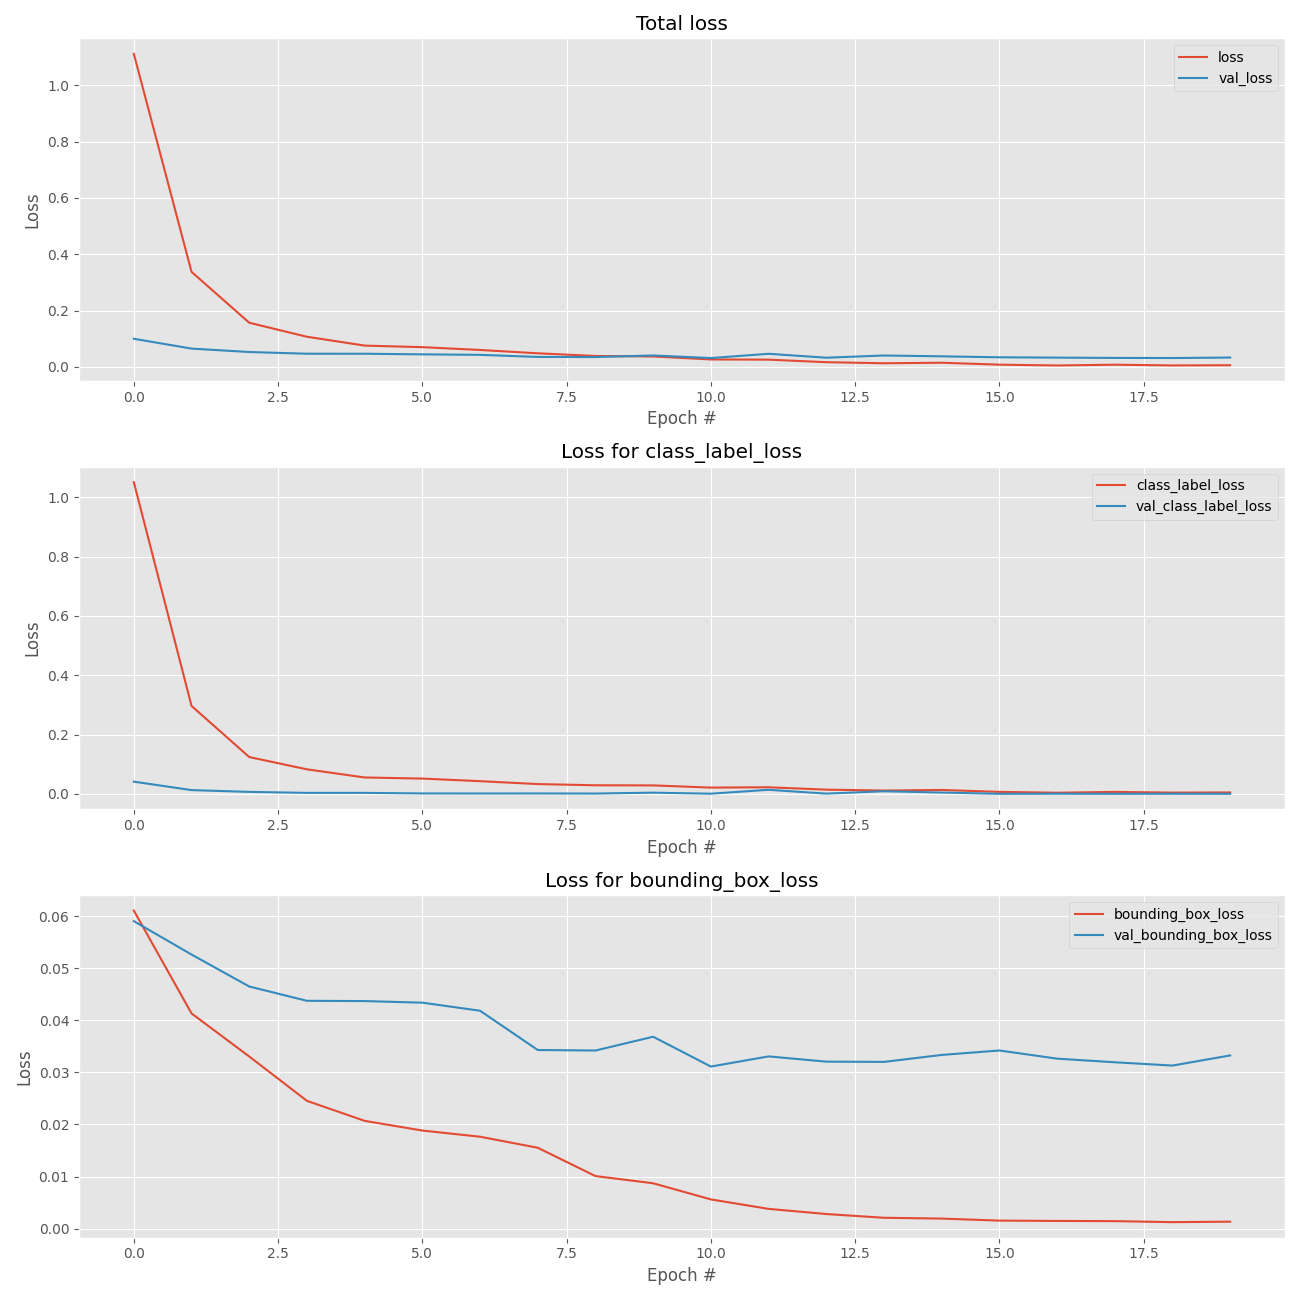 Total loss
loss
val_loss
Loss
1.0
0.8
0.6
0.4
0.2
0.0
0.0 2.5 5.0 7.5 10.0 12.5 15.0 17.5
Epoch #
Loss for class_label_loss
class_label_loss
val_class_label_loss
Loss
1.0
0.8
0.6
0.4
0.2
0.0
0.0 2.5 5.0 7.5 10.0 12.5 15.0 17.5
Epoch #
Loss for bounding_box_loss
bounding_box_loss
val_bounding_box_loss
Loss
0.06
0.05
0.04
0.03
0.02
0.01
0.00
0.0 2.5 5.0 7.5 10.0 12.5 15.0 17.5
Epoch #